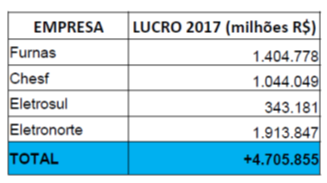 EMPRESA LUCRO 2017 (milhões R$)
Furnas 1.404.778
Chesf 1.044.049
Eletrosul 343.181
Eletronorte 1.913.847
TOTAL +4.705.855